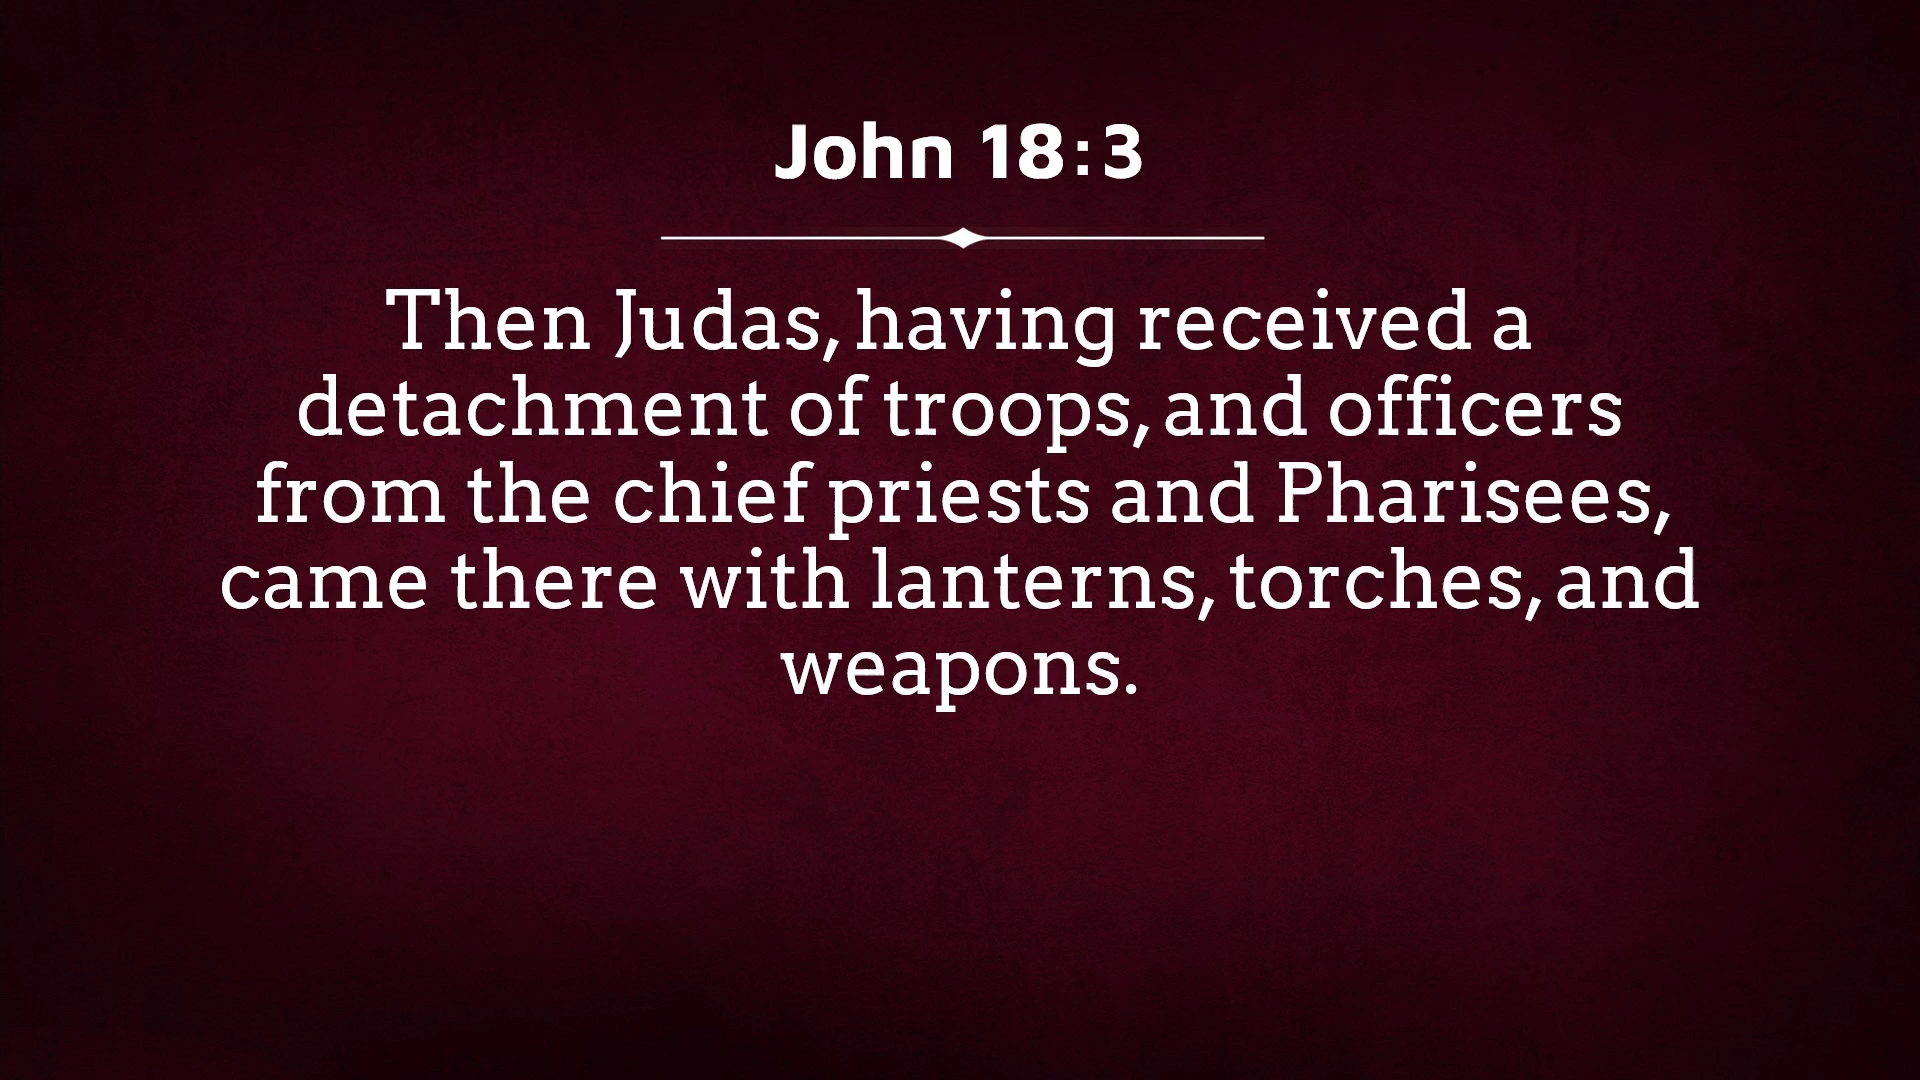 John 18:3
Then Judas, having received a
detachment of troops, and officers
from the chief priests and Pharisees,
came there with lanterns, torches, and
weapons.